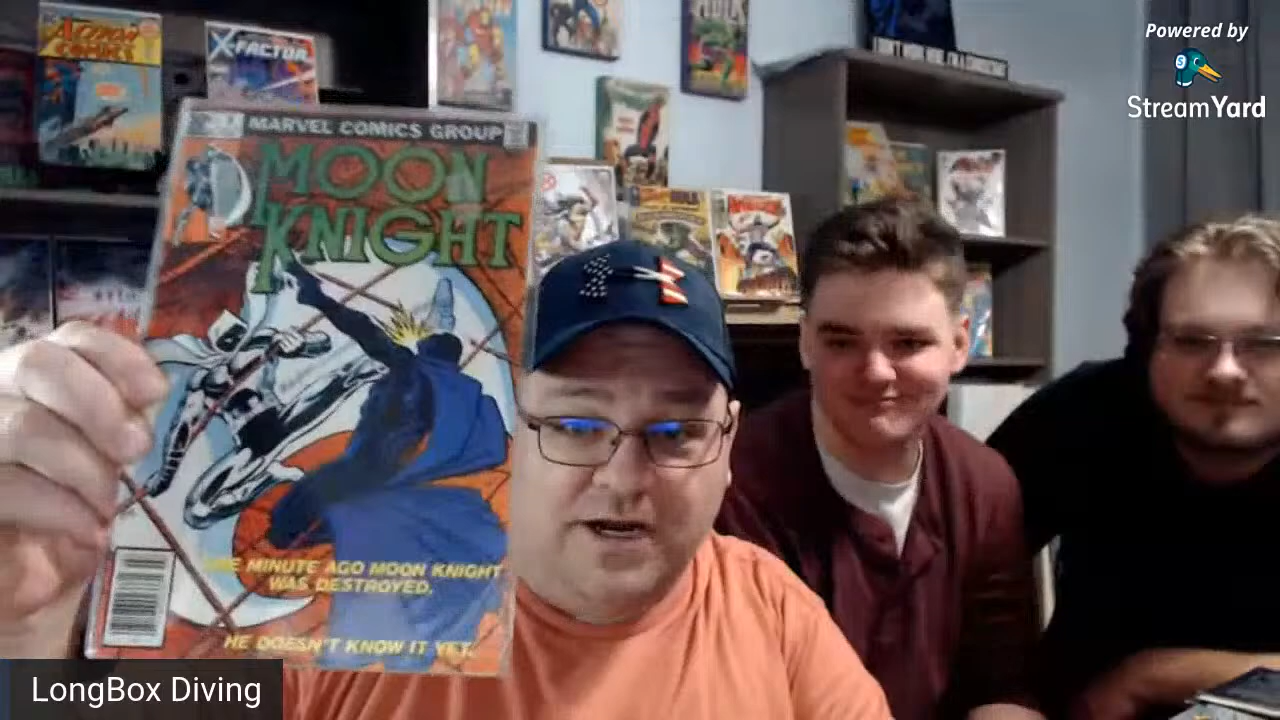 Powered by
StreamYard
ACTION
COMICS
X-FACTOR
HULK
MARVEL COMICS GROUP
MOON
KNIGHT
MINUTE AGO MOON KNIGHT
WAS DESTROYED.
HE DOESN'T KNOW IT YET.
LongBox Diving